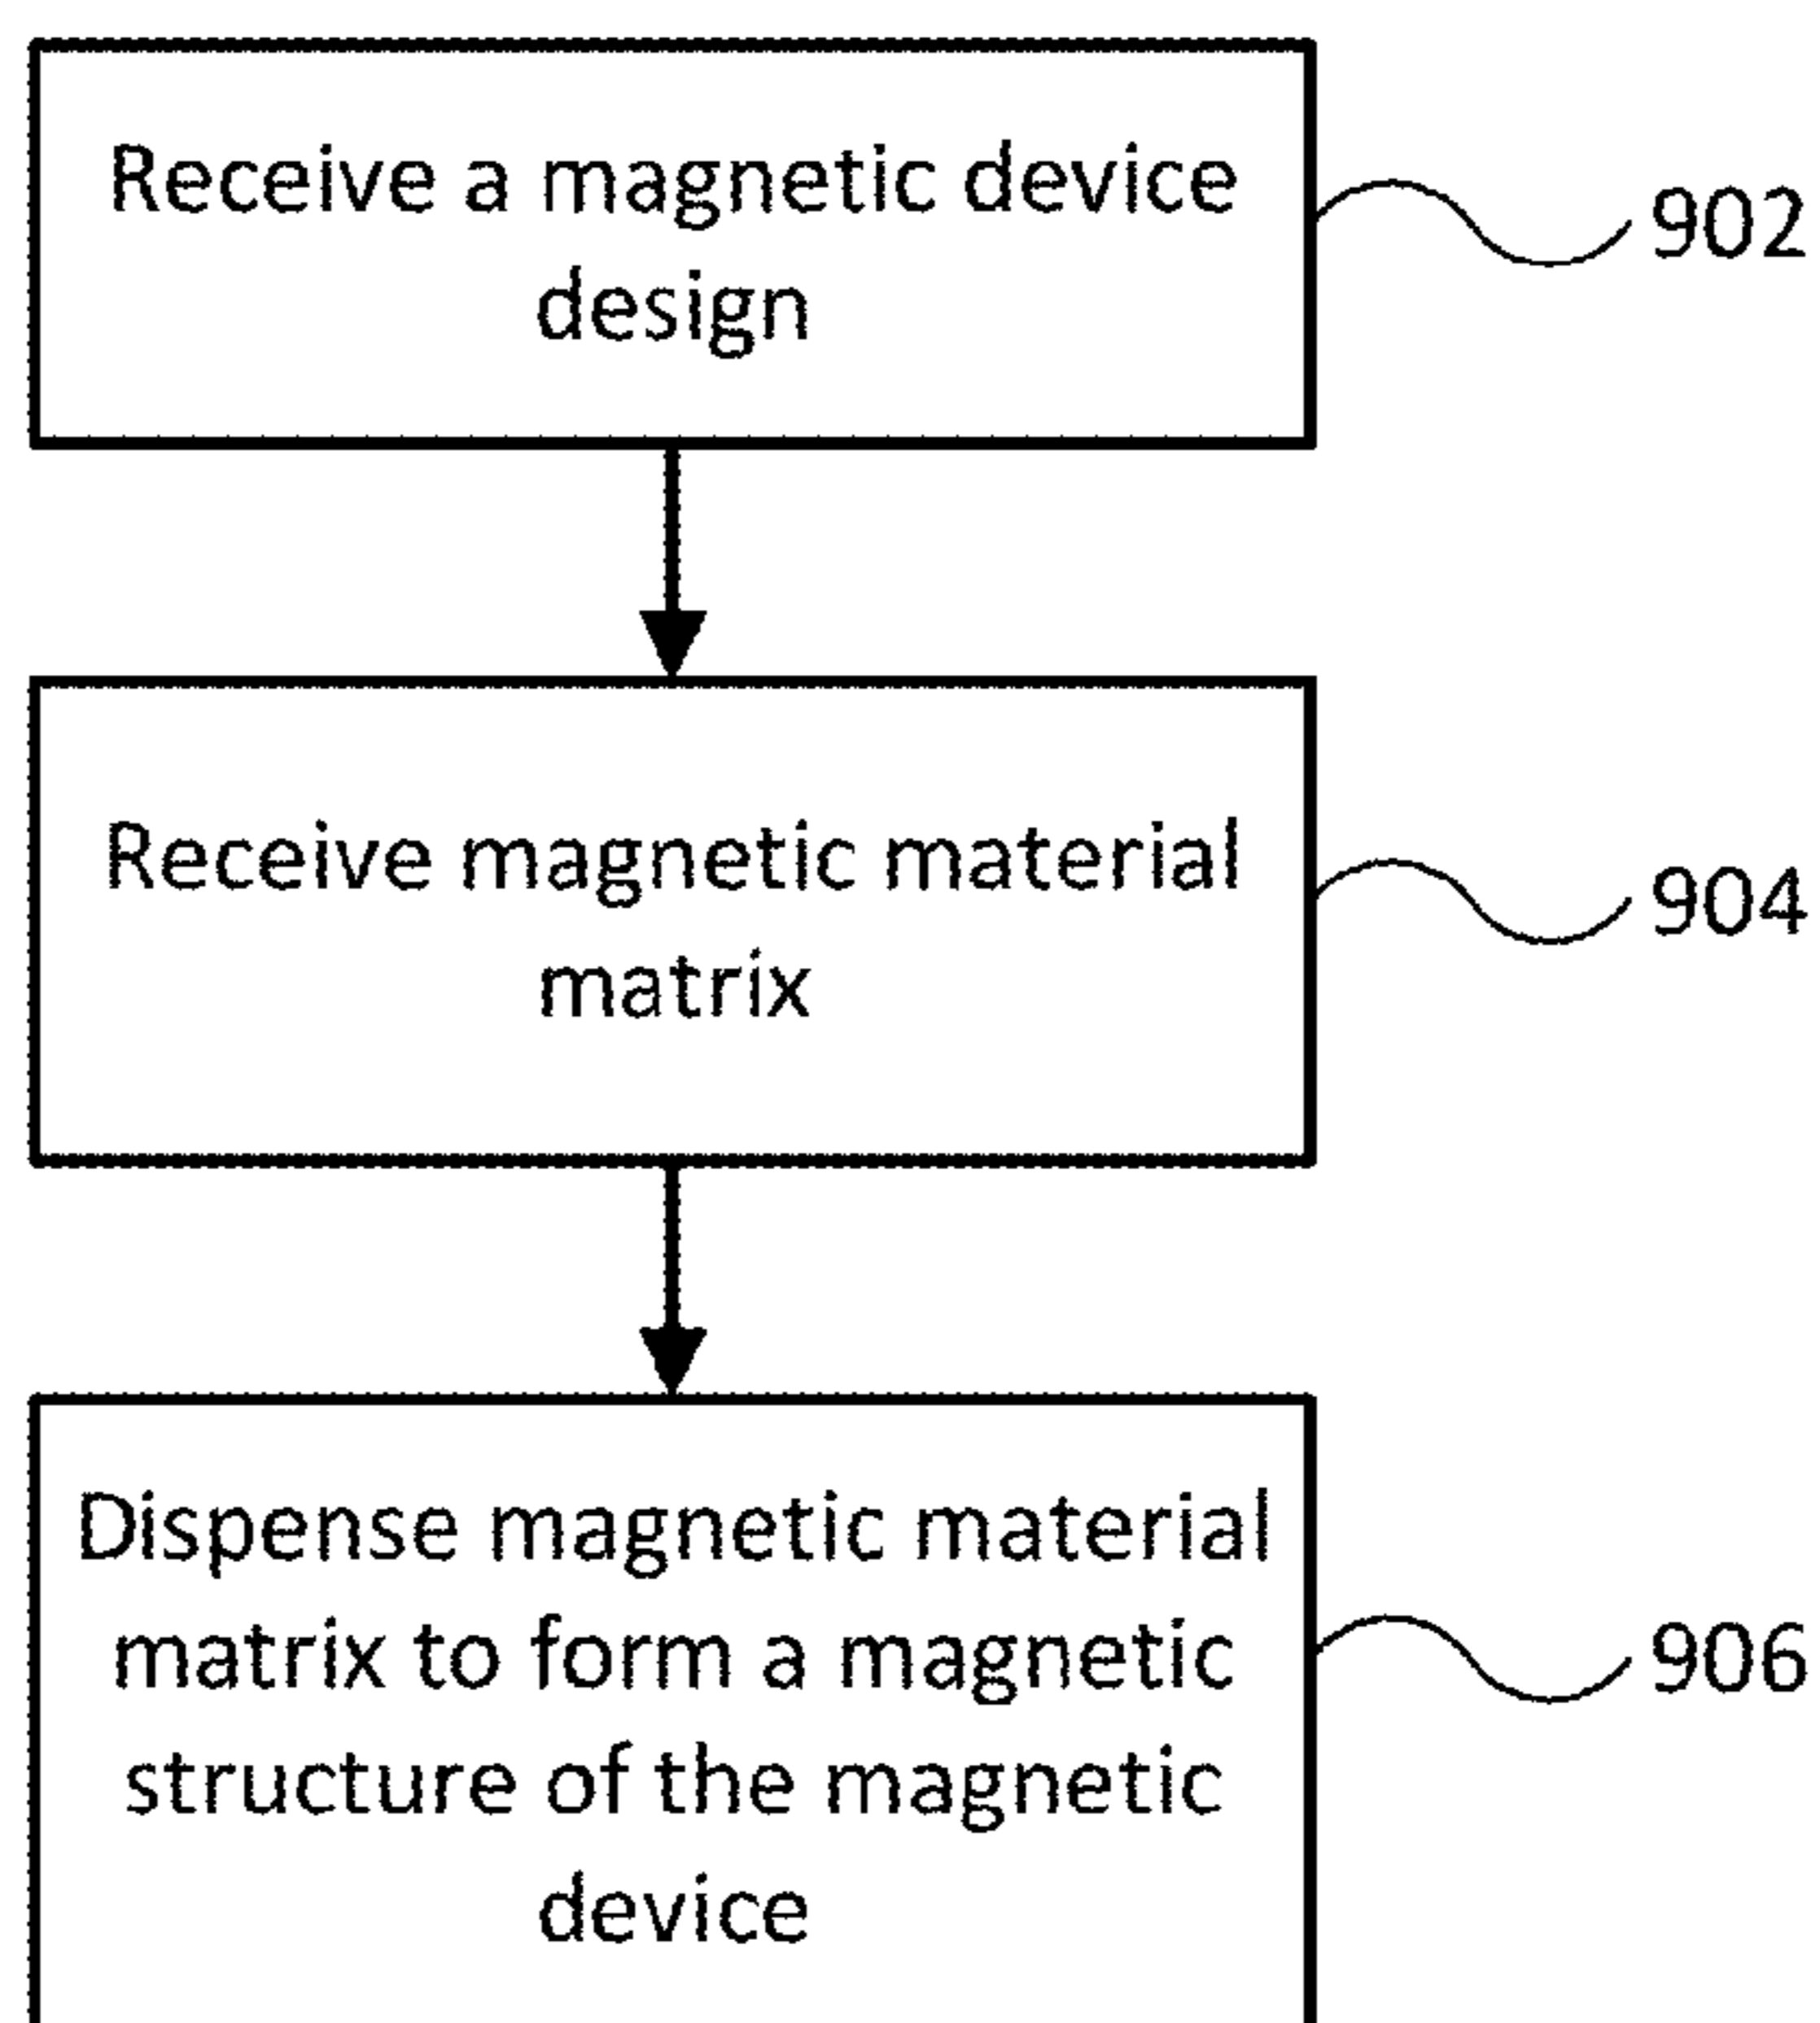 Receive a magnetic device
design
902
Receive magnetic material
matrix
904
Dispense magnetic material
matrix to form a magnetic
structure of the magnetic
device
906